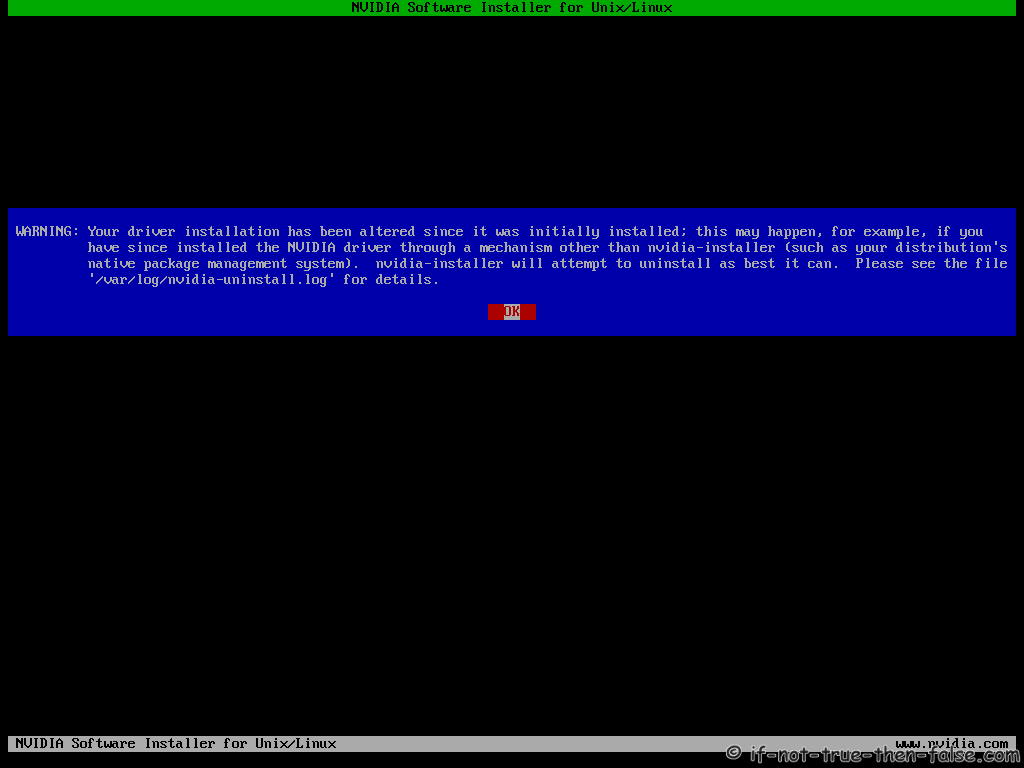 NVIDIA Software Installer for Unix/Linux
WARNING: Your driver installation has been altered since it was initially installed; this may happen, for example, if you
have since installed the NVIDIA driver through a mechanism other than nvidia-installer (such as your distribution's
native package management system).  nvidia-installer will attempt to uninstall as best it can.  Please see the file
'/var/log/nvidia-uninstall.log' for details.
OK
NVIDIA Software Installer for Unix/Linux www.nvidia.com
© if-not-true-then-false.com